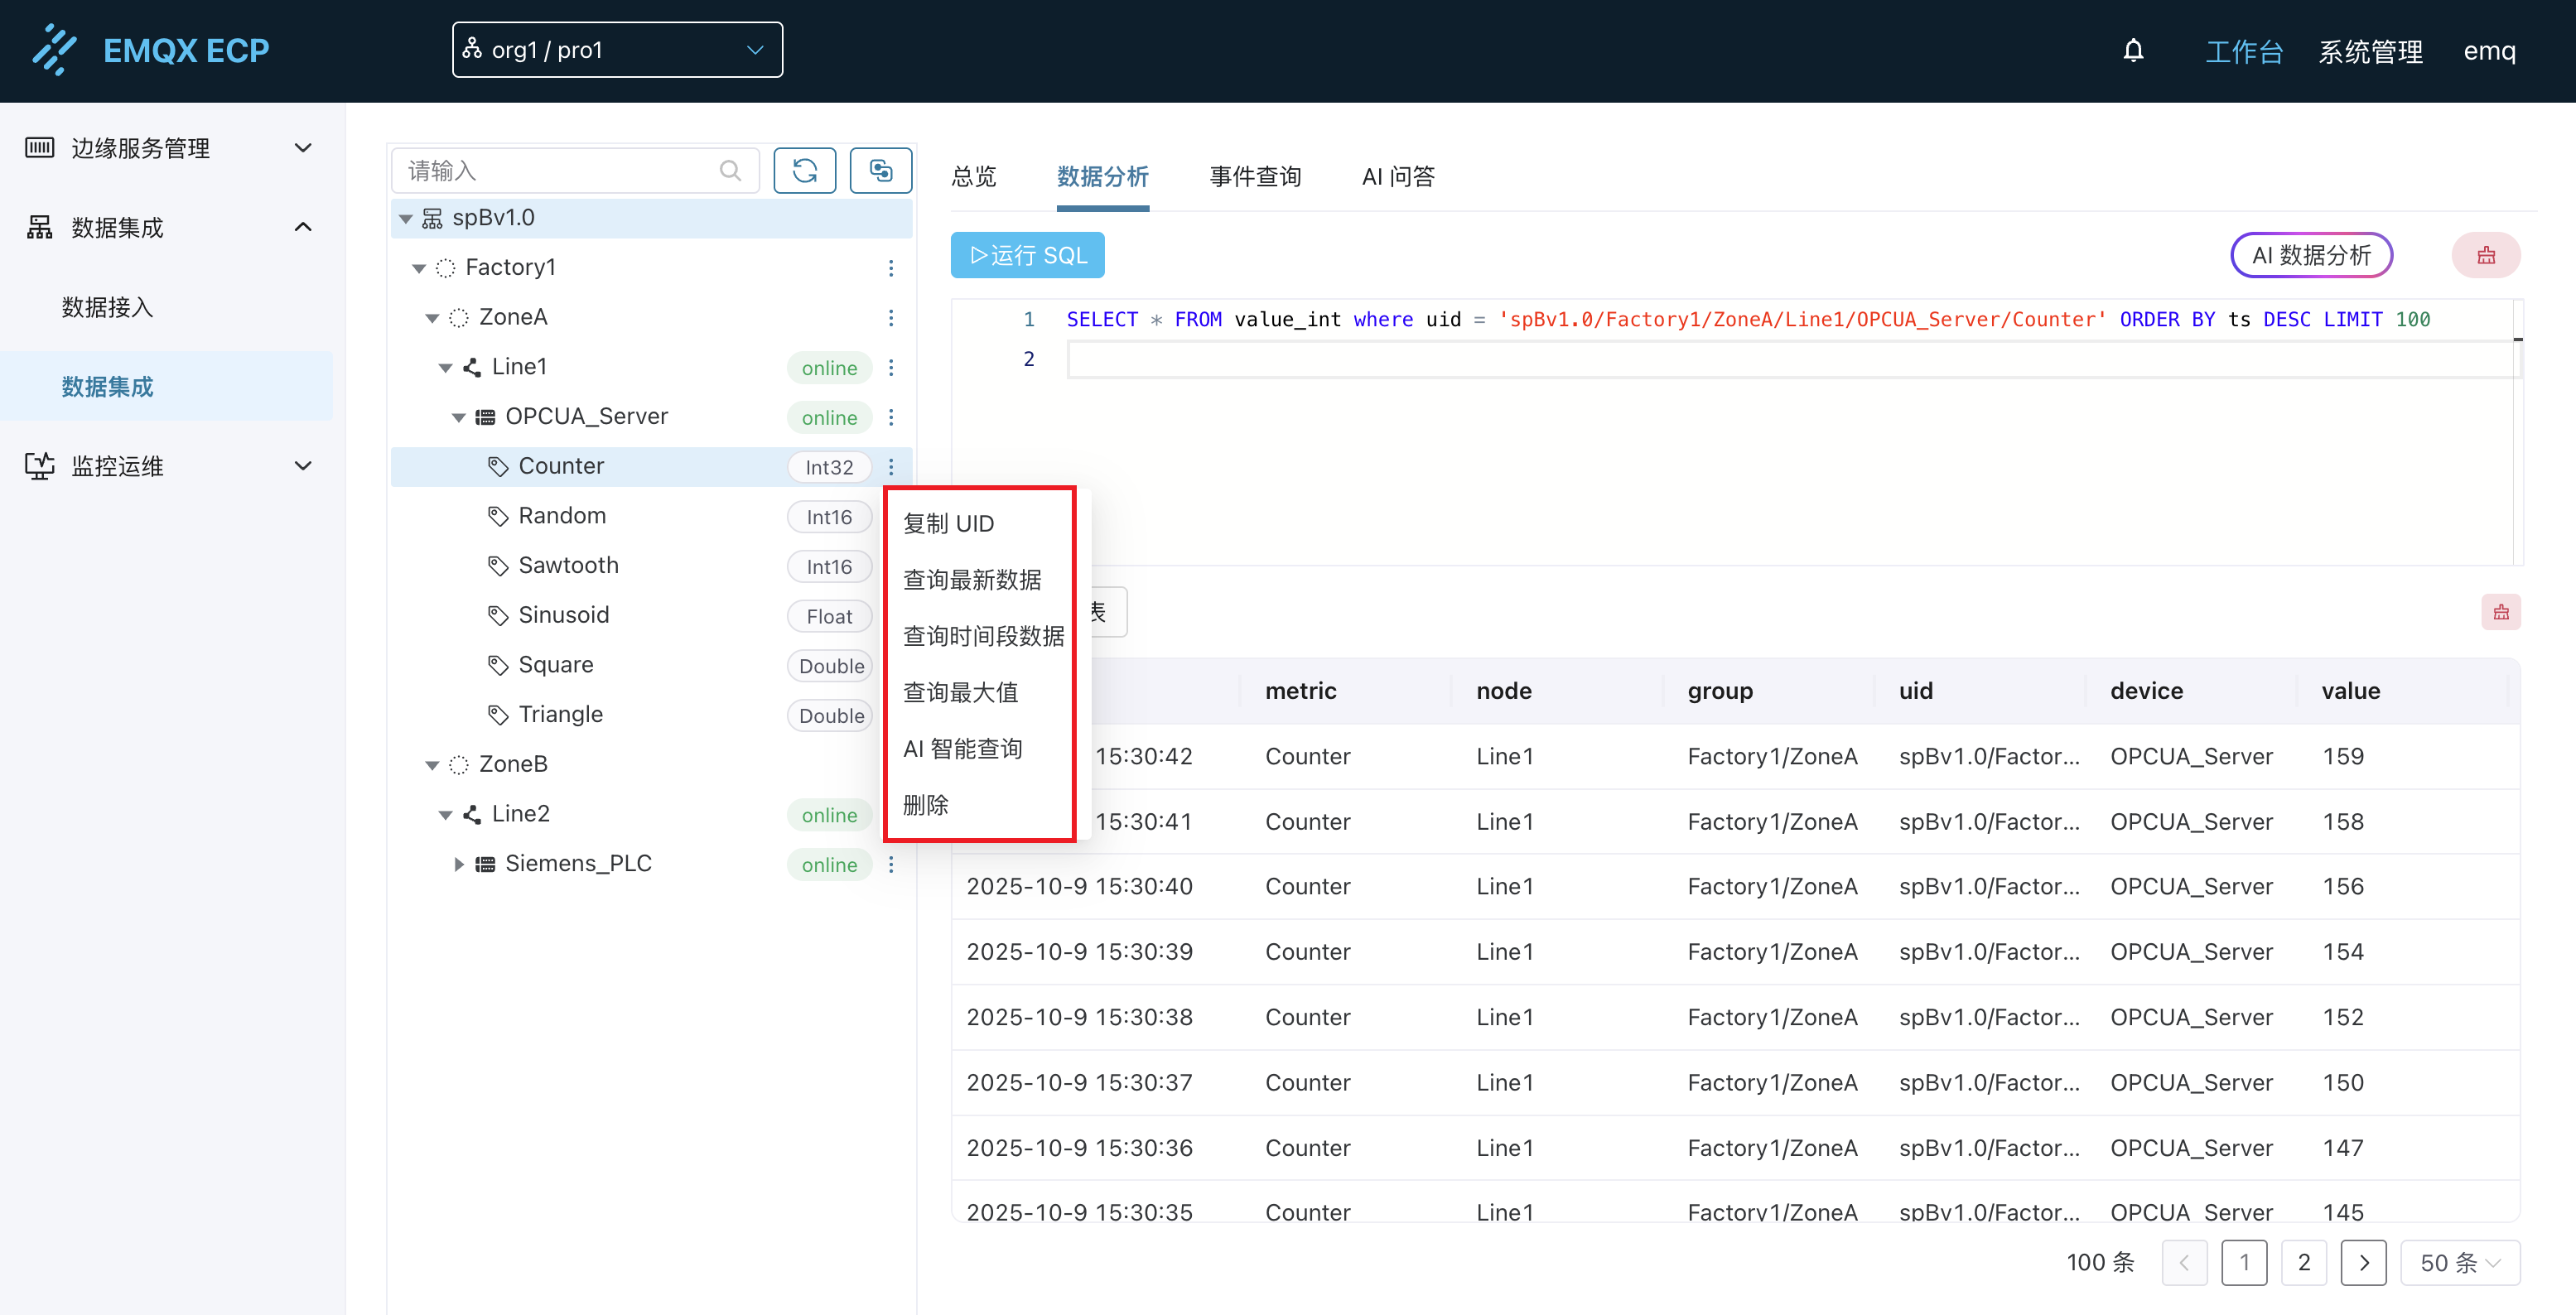 EMQX ECP
org1 / pro1
工作台
系统管理
emq
边缘服务管理
数据集成
数据接入
数据集成
监控运维
请输入
spBv1.0
Factory1
ZoneA
Line1 online
OPCUA_Server online
Counter Int32
Random Int16
Sawtooth Int16
Sinusoid Float
Square Double
Triangle Double
ZoneB
Line2 online
Siemens_PLC online
复制 UID
查询最新数据
查询时间段数据
查询最大值
AI 智能查询
删除
总览 数据分析 事件查询 AI 问答
运行 SQL
AI 数据分析
1 SELECT * FROM value_int where uid = 'spBv1.0/Factory1/ZoneA/Line1/OPCUA_Server/Counter' ORDER BY ts DESC LIMIT 100
2
表
metric node group uid device value
15:30:42 Counter Line1 Factory1/ZoneA spBv1.0/Factor... OPCUA_Server 159
15:30:41 Counter Line1 Factory1/ZoneA spBv1.0/Factor... OPCUA_Server 158
2025-10-9 15:30:40 Counter Line1 Factory1/ZoneA spBv1.0/Factor... OPCUA_Server 156
2025-10-9 15:30:39 Counter Line1 Factory1/ZoneA spBv1.0/Factor... OPCUA_Server 154
2025-10-9 15:30:38 Counter Line1 Factory1/ZoneA spBv1.0/Factor... OPCUA_Server 152
2025-10-9 15:30:37 Counter Line1 Factory1/ZoneA spBv1.0/Factor... OPCUA_Server 150
2025-10-9 15:30:36 Counter Line1 Factory1/ZoneA spBv1.0/Factor... OPCUA_Server 147
2025-10-9 15:30:35 Counter Line1 Factory1/ZoneA spBv1.0/Factor... OPCUA_Server 145
100 条 1 2 50 条